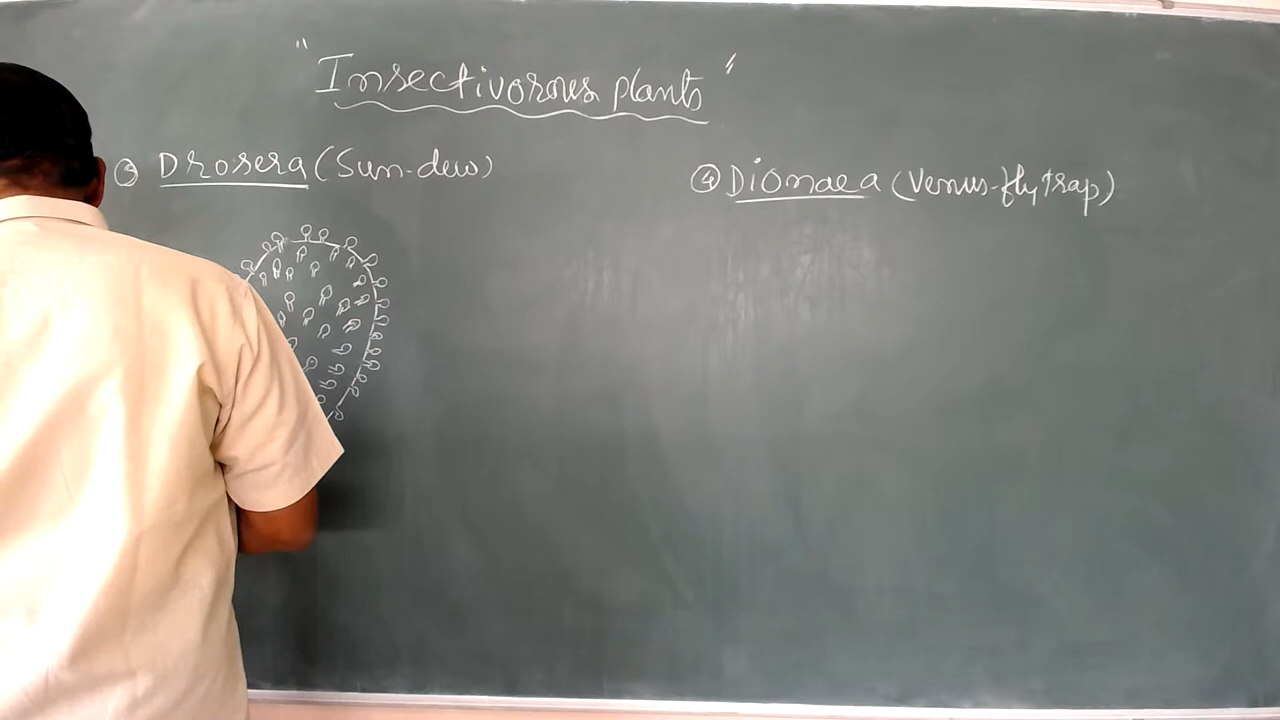 "Insectivorous plants"
③ Drosera (Sun-dew)
④ Dionaea (Venus-fly trap)